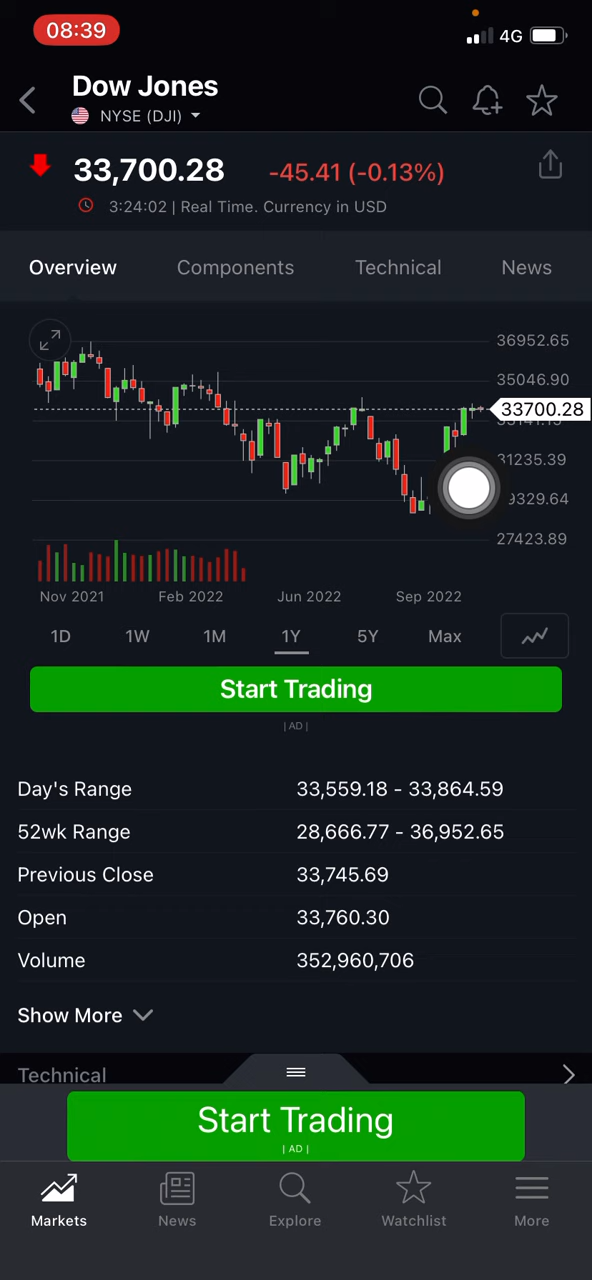 08:39
4G
Dow Jones
NYSE (DJI)
33,700.28 -45.41 (-0.13%)
3:24:02 | Real Time. Currency in USD
Overview Components Technical News
36952.65
35046.90
33700.28
31235.39
29329.64
27423.89
Nov 2021 Feb 2022 Jun 2022 Sep 2022
1D 1W 1M 1Y 5Y Max
Start Trading
| AD |
Day's Range 33,559.18 - 33,864.59
52wk Range 28,666.77 - 36,952.65
Previous Close 33,745.69
Open 33,760.30
Volume 352,960,706
Show More
Technical
Start Trading
| AD |
Markets News Explore Watchlist More